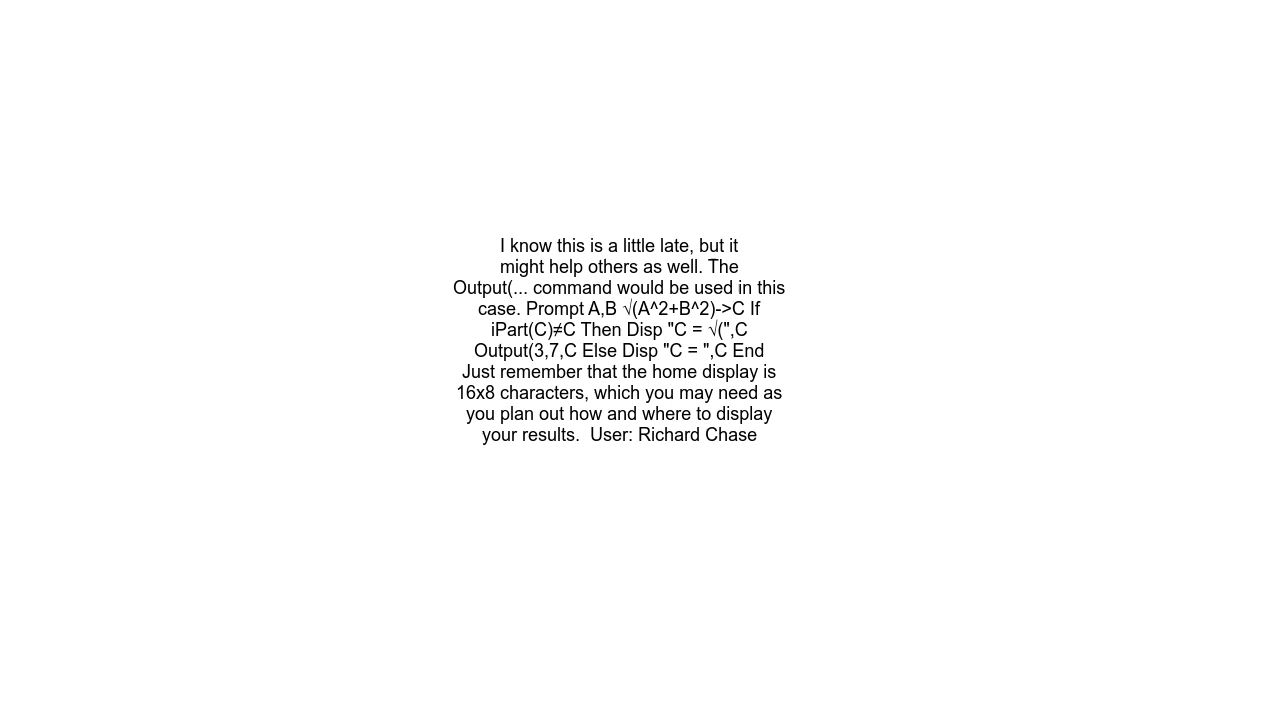 I know this is a little late, but it
might help others as well. The
Output(... command would be used in this
case. Prompt A,B √(A^2+B^2)->C If
iPart(C)≠C Then Disp "C = √(",C
Output(3,7,C Else Disp "C = ",C End
Just remember that the home display is
16x8 characters, which you may need as
you plan out how and where to display
your results.  User: Richard Chase